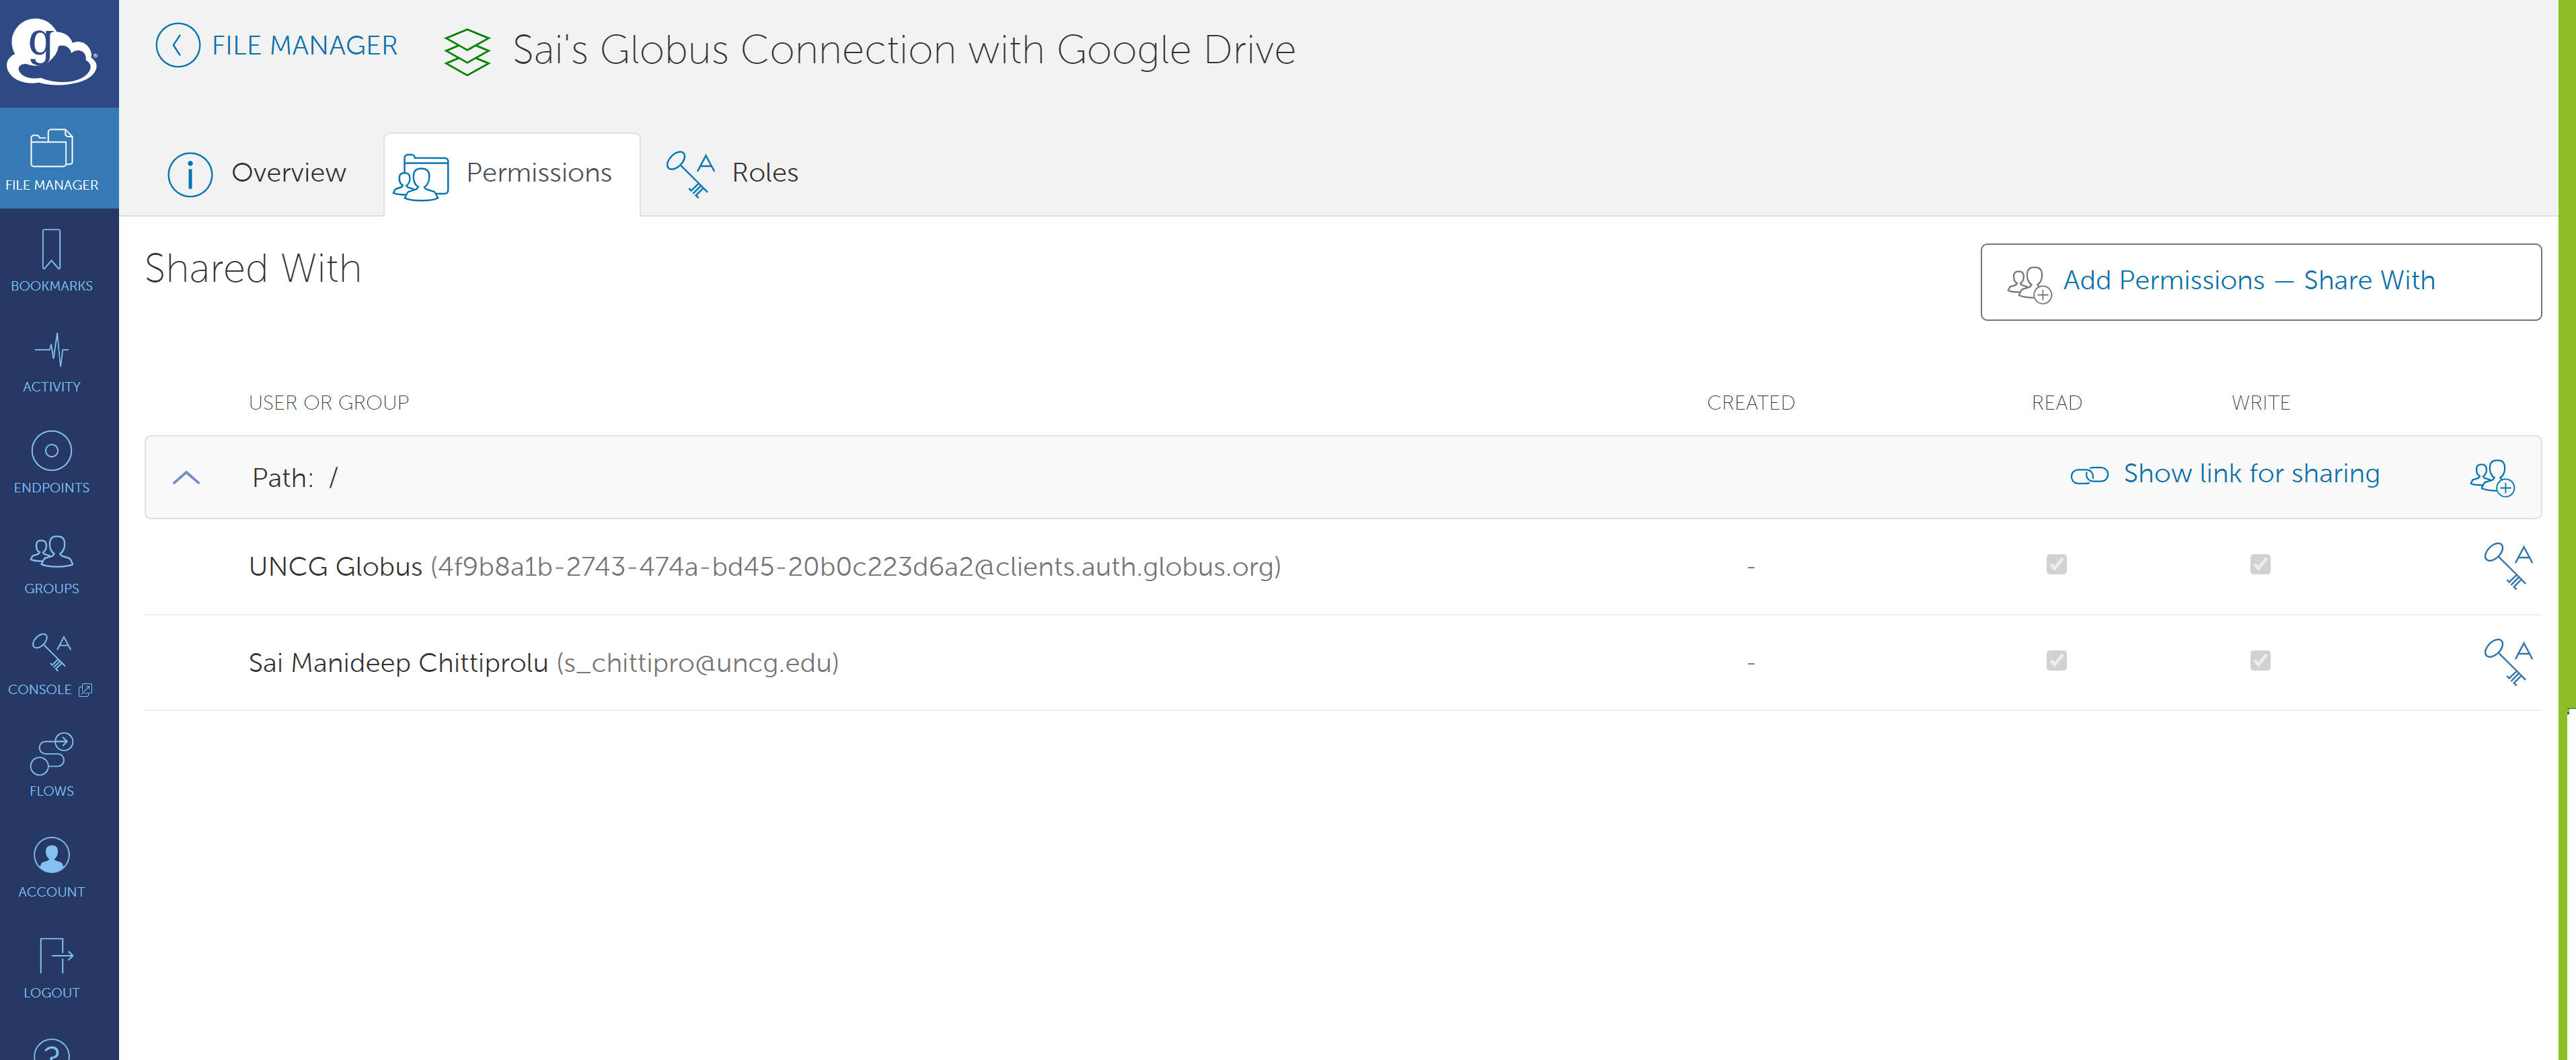 g
FILE MANAGER
Sai's Globus Connection with Google Drive
FILE MANAGER
i Overview
Permissions
A Roles
BOOKMARKS
Shared With
Add Permissions — Share With
ACTIVITY
USER OR GROUP CREATED READ WRITE
ENDPOINTS
Path: / Show link for sharing
GROUPS
UNCG Globus (4f9b8a1b-2743-474a-bd45-20b0c223d6a2@clients.auth.globus.org) - A
CONSOLE A
Sai Manideep Chittiprolu (s_chittipro@uncg.edu) - A
FLOWS
ACCOUNT
LOGOUT
?